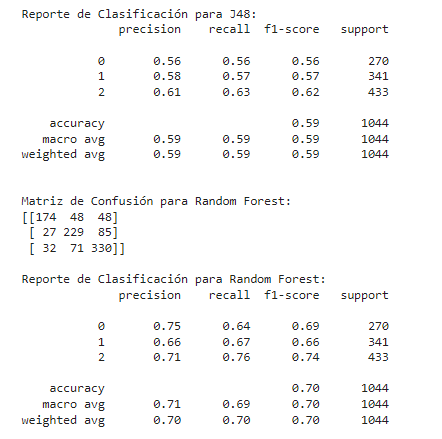 Reporte de Clasificación para J48:
precision recall f1-score support
0 0.56 0.56 0.56 270
1 0.58 0.57 0.57 341
2 0.61 0.63 0.62 433
accuracy 0.59 1044
macro avg 0.59 0.59 0.59 1044
weighted avg 0.59 0.59 0.59 1044
Matriz de Confusión para Random Forest:
[[174 48 48]
[ 27 229 85]
[ 32 71 330]]
Reporte de Clasificación para Random Forest:
precision recall f1-score support
0 0.75 0.64 0.69 270
1 0.66 0.67 0.66 341
2 0.71 0.76 0.74 433
accuracy 0.70 1044
macro avg 0.71 0.69 0.70 1044
weighted avg 0.70 0.70 0.70 1044